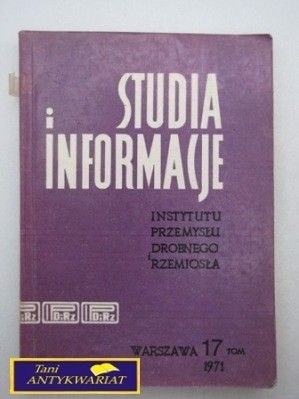 STUDIA
i INFORMACJE
INSTYTUTU
PRZEMYSŁU
DROBNEGO
i RZEMIOSŁA
WARSZAWA 17 TOM
1971
Tani
ANTYKWARIAT